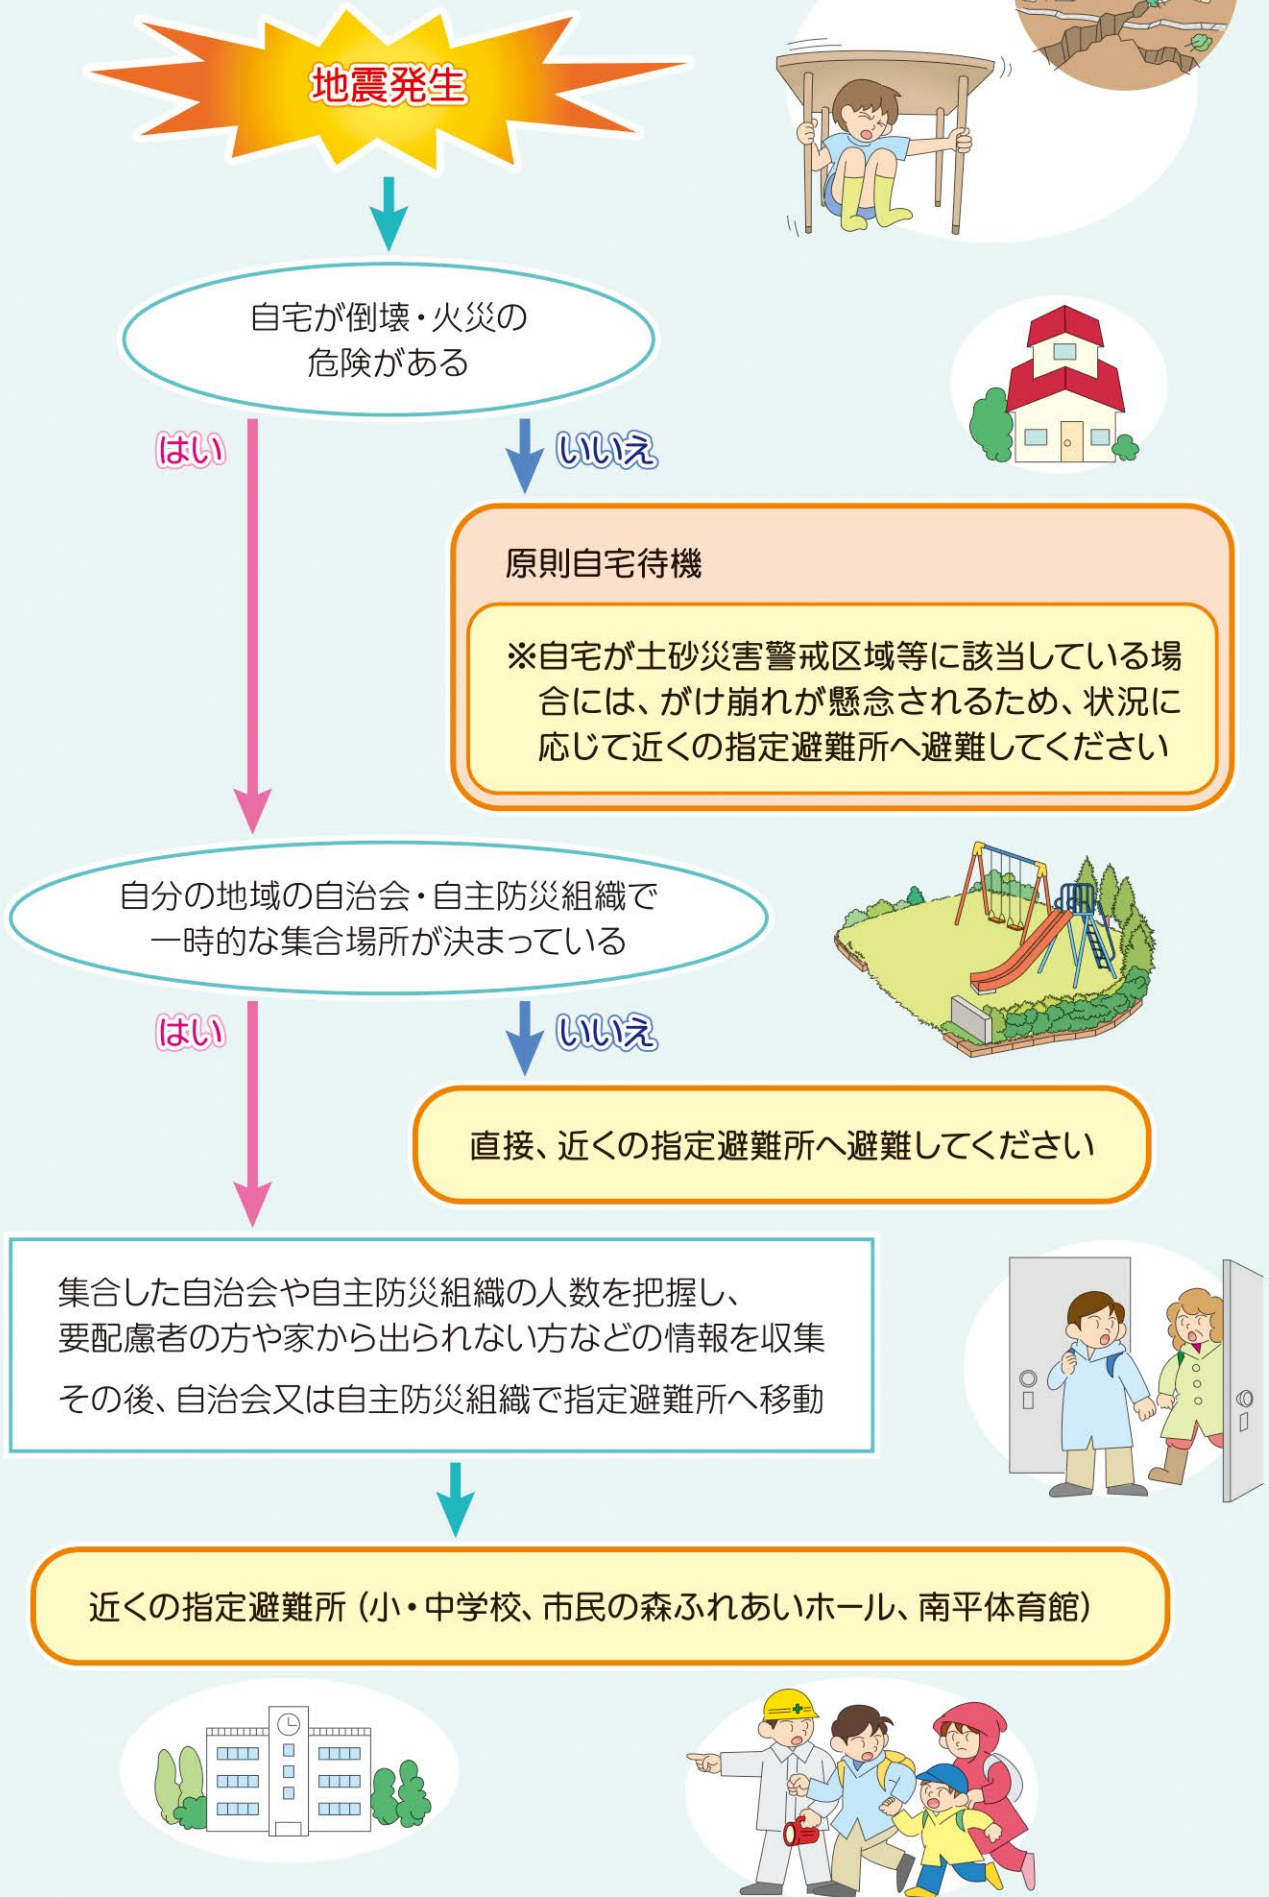 地震発生
自宅が倒壊・火災の
危険がある
はい
いいえ
原則自宅待機
※自宅が土砂災害警戒区域等に該当している場
合には、がけ崩れが懸念されるため、状況に
応じて近くの指定避難所へ避難してください
自分の地域の自治会・自主防災組織で
一時的な集合場所が決まっている
はい
いいえ
直接、近くの指定避難所へ避難してください
集合した自治会や自主防災組織の人数を把握し、
要配慮者の方や家から出られない方などの情報を収集
その後、自治会又は自主防災組織で指定避難所へ移動
近くの指定避難所 (小・中学校、市民の森ふれあいホール、南平体育館)